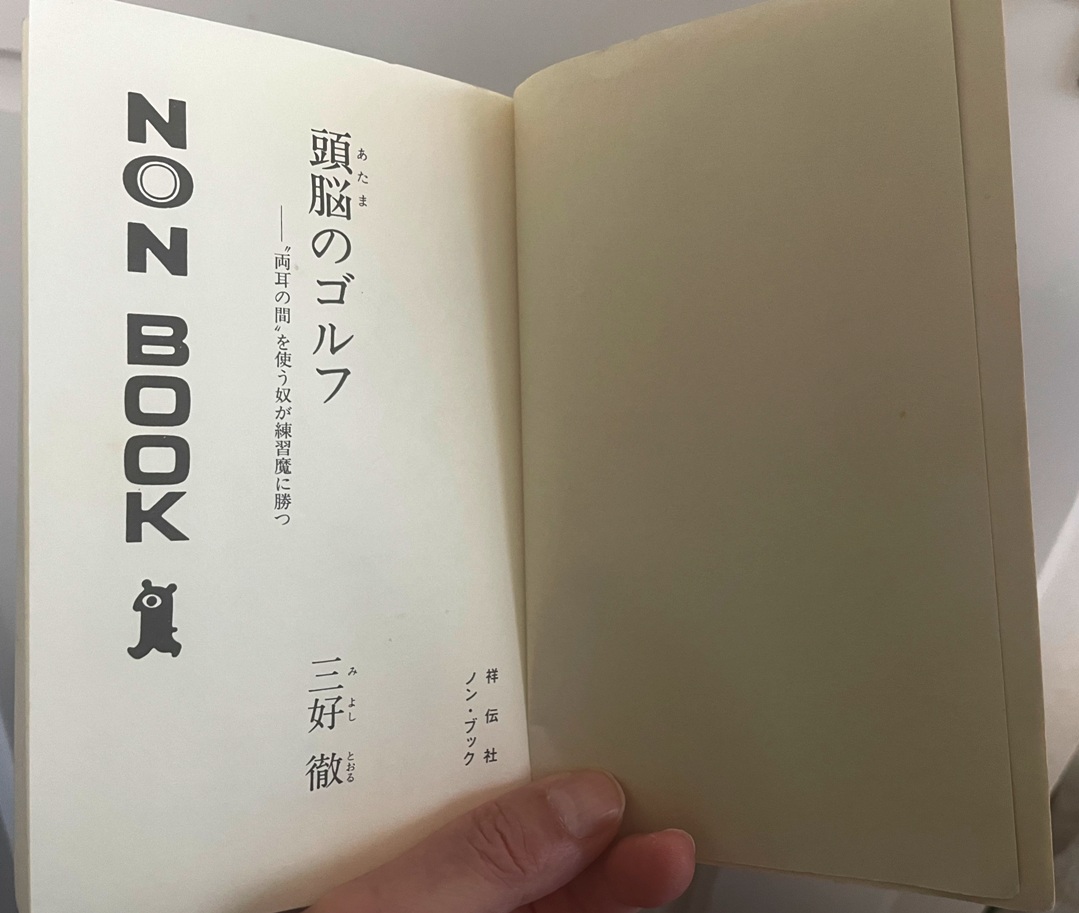 祥伝社
ノン・ブック
あたま
頭脳のゴルフ
――〝両耳の間〟を使う奴が練習魔に勝つ
みよし とおる
三好 徹
NON BOOK